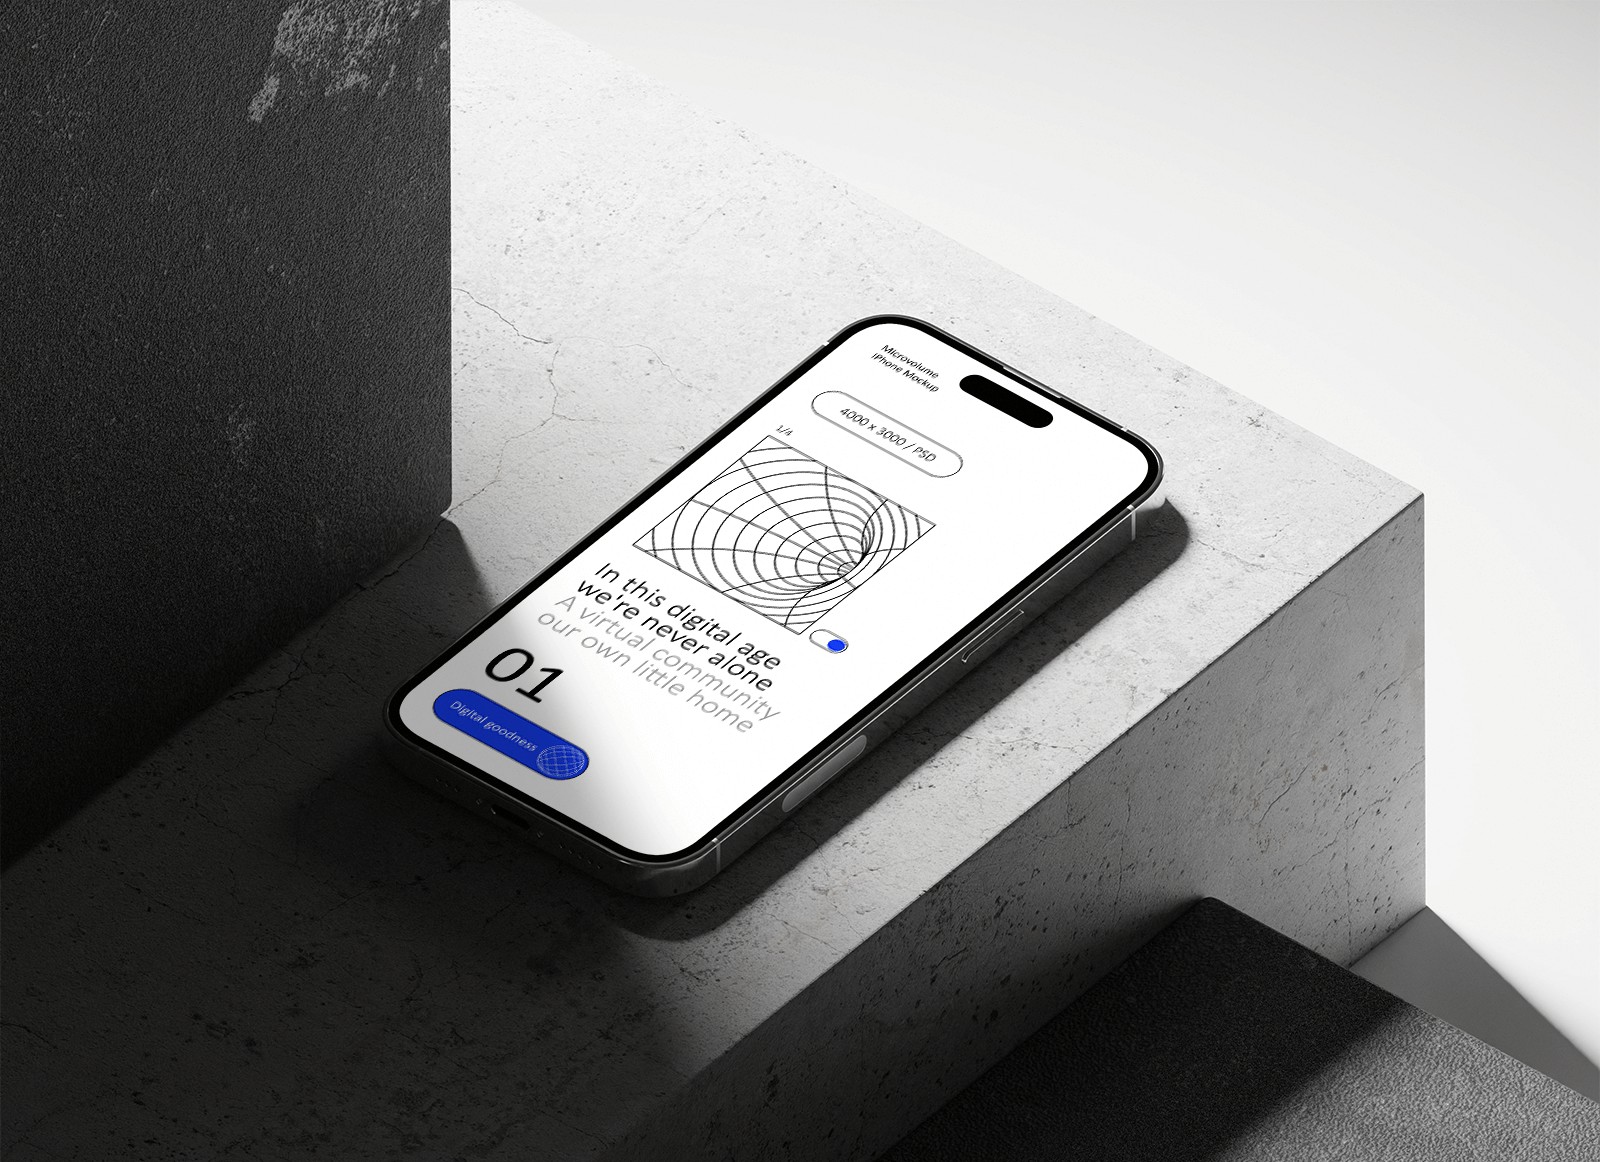 Microvolume
iPhone Mockup
4000 x 3000 / PSD
1/4
In this digital age
we're never alone
A virtual community
our own little home
01
Digital goodness